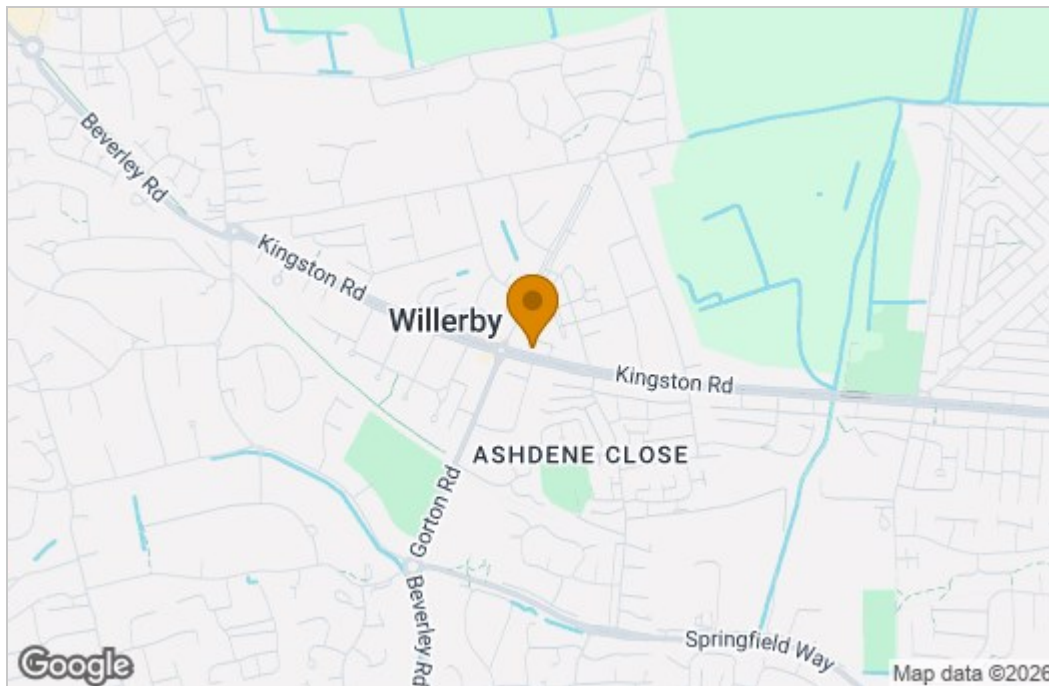 Beverley Rd
Kingston Rd
Willerby
Kingston Rd
ASHDENE CLOSE
Gorton Rd
Beverley Rd
Springfield Way
Google
Map data ©2026